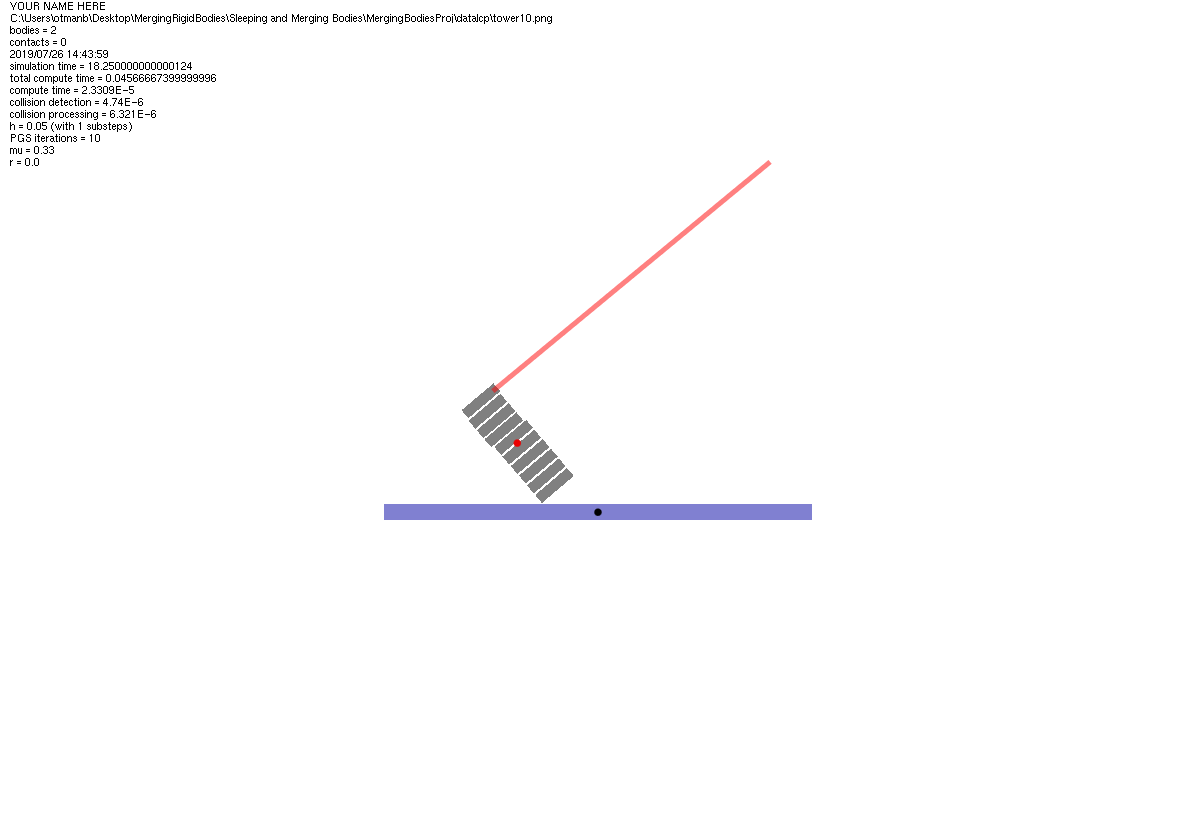 YOUR NAME HERE
C:\Users\otmanb\Desktop\MergingRigidBodies\Sleeping and Merging Bodies\MergingBodiesProj\datalcp\tower10.png
bodies = 2
contacts = 0
2019/07/26 14:43:59
simulation time = 18.250000000000124
total compute time = 0.04566667399999996
compute time = 2.3309E-5
collision detection = 4.74E-6
collision processing = 6.321E-6
h = 0.05 (with 1 substeps)
PGS iterations = 10
mu = 0.33
r = 0.0